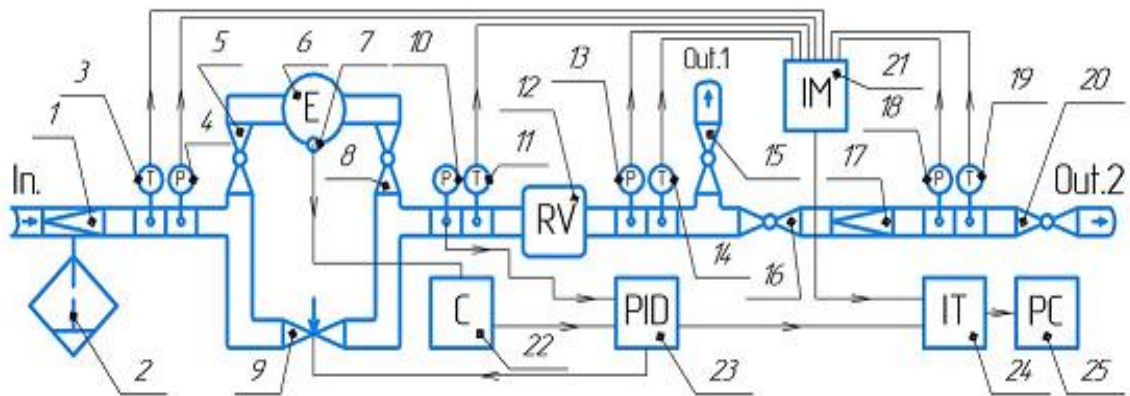 5 6 7 10 13 Out.1 21 19 20
3 12 IM 18
1 4 E 11
8 15 17
T P P T P T P T
In. Out.2
RV
14 16
C PID IT PC
2 9 22 23 24 25